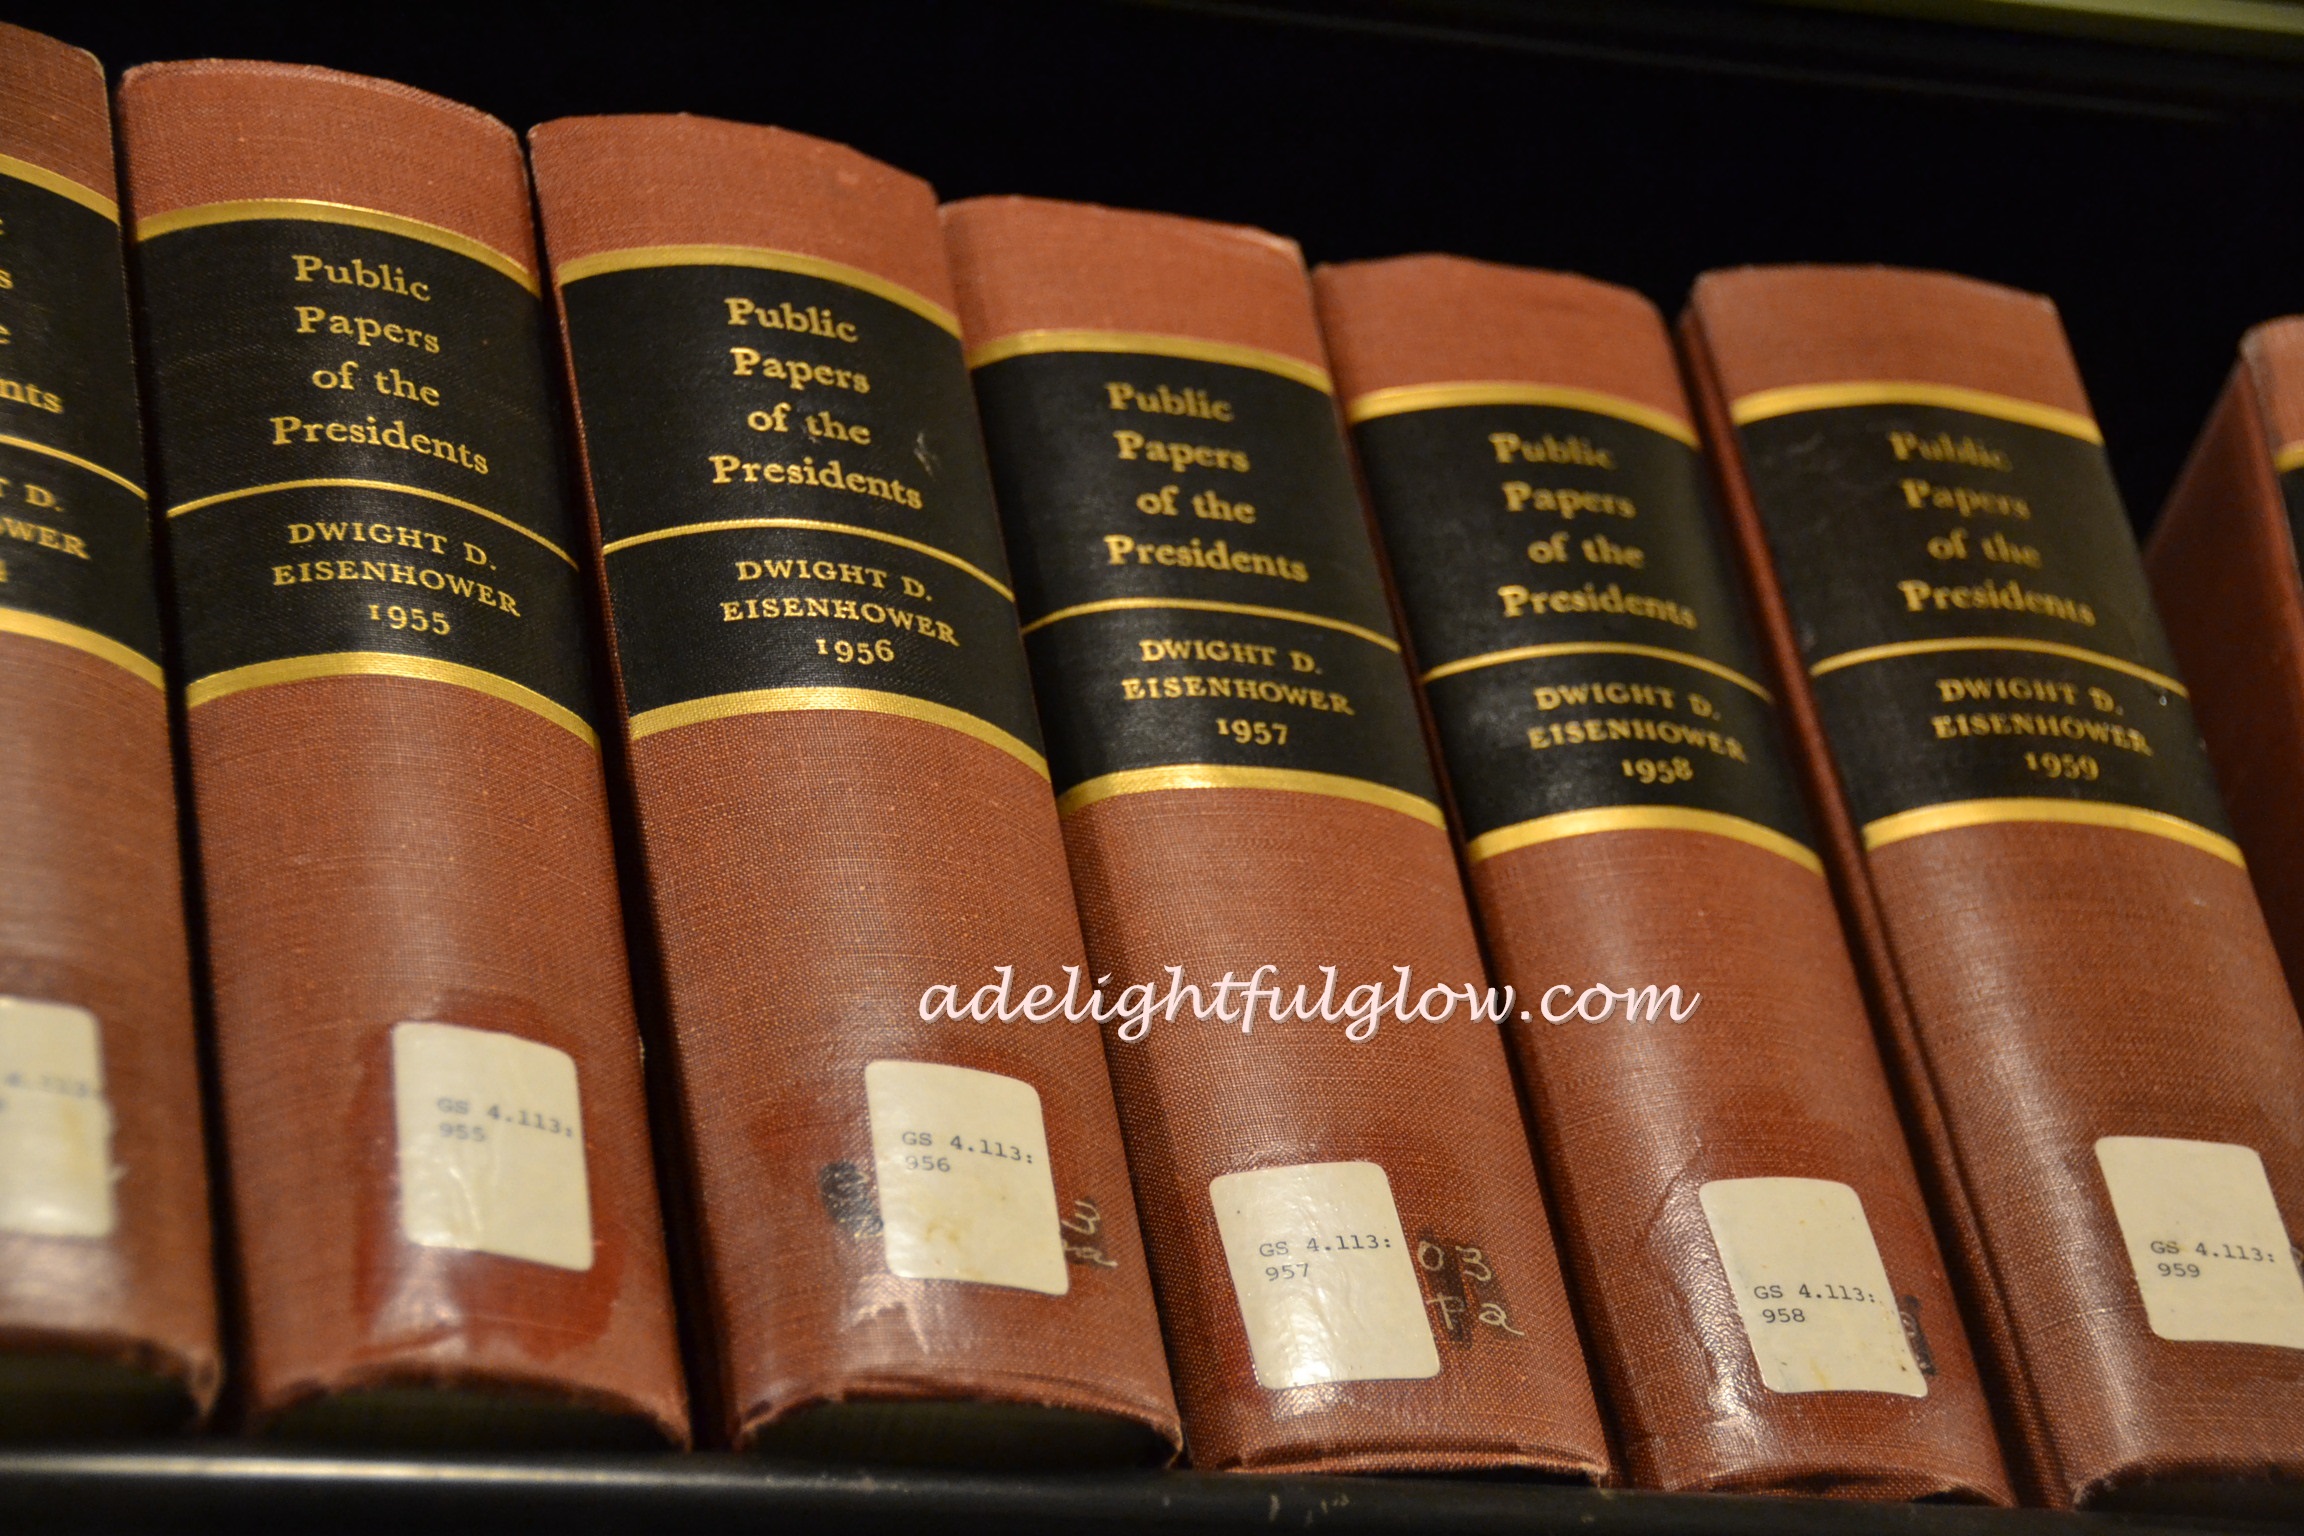 nts
T D.
Public
Papers
of the
Presidents
DWIGHT D.
EISENHOWER
1955
GS 4.113:
955
Public
Papers
of the
Presidents
DWIGHT D.
EISENHOWER
1956
GS 4.113:
956
Public
Papers
of the
Presidents
DWIGHT D.
EISENHOWER
1957
GS 4.113:
957
03
Pa
Public
Papers
of the
Presidents
DWIGHT D.
EISENHOWER
1958
GS 4.113:
958
Public
Papers
of the
Presidents
DWIGHT D.
EISENHOWER
1959
GS 4.113:
959
adelightfulglow.com